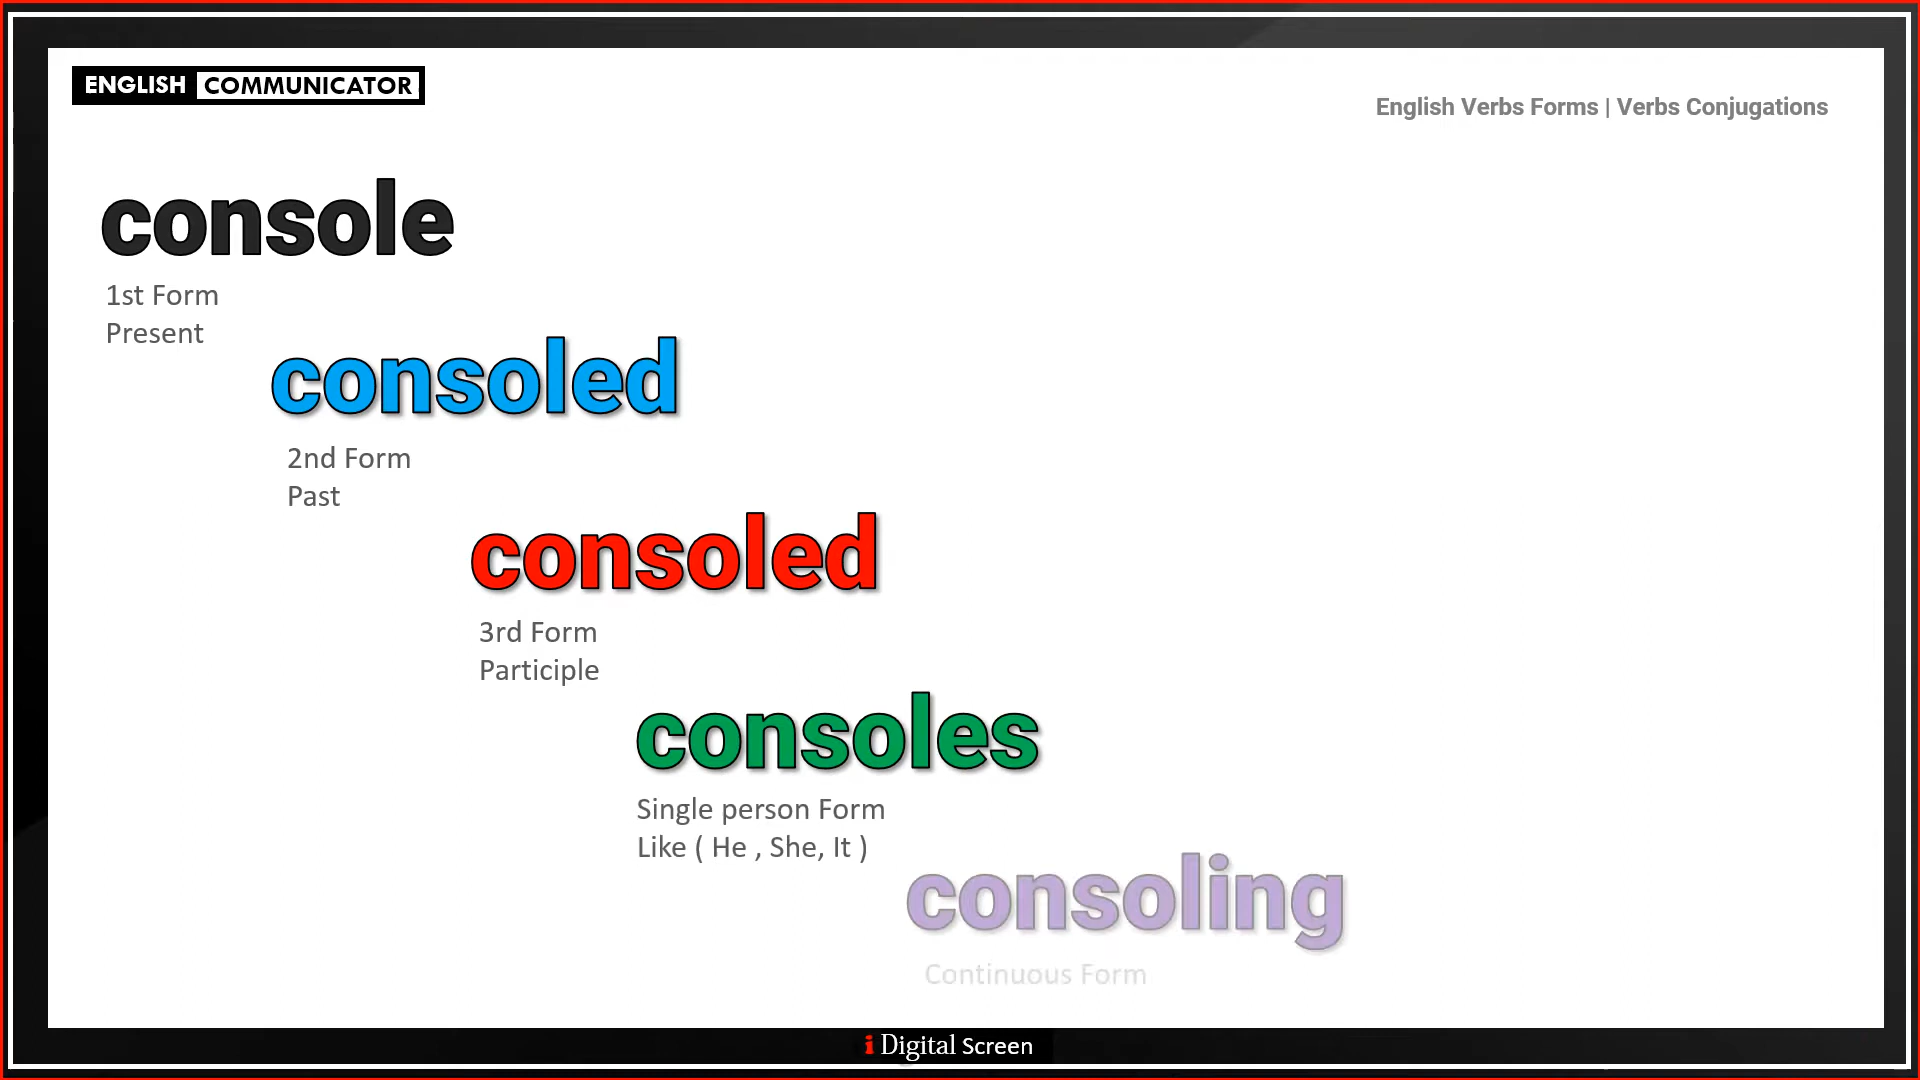 ENGLISH COMMUNICATOR
English Verbs Forms | Verbs Conjugations
console
1st Form
Present
consoled
2nd Form
Past
consoled
3rd Form
Participle
consoles
Single person Form
Like ( He , She, It )
consoling
Continuous Form
i Digital Screen